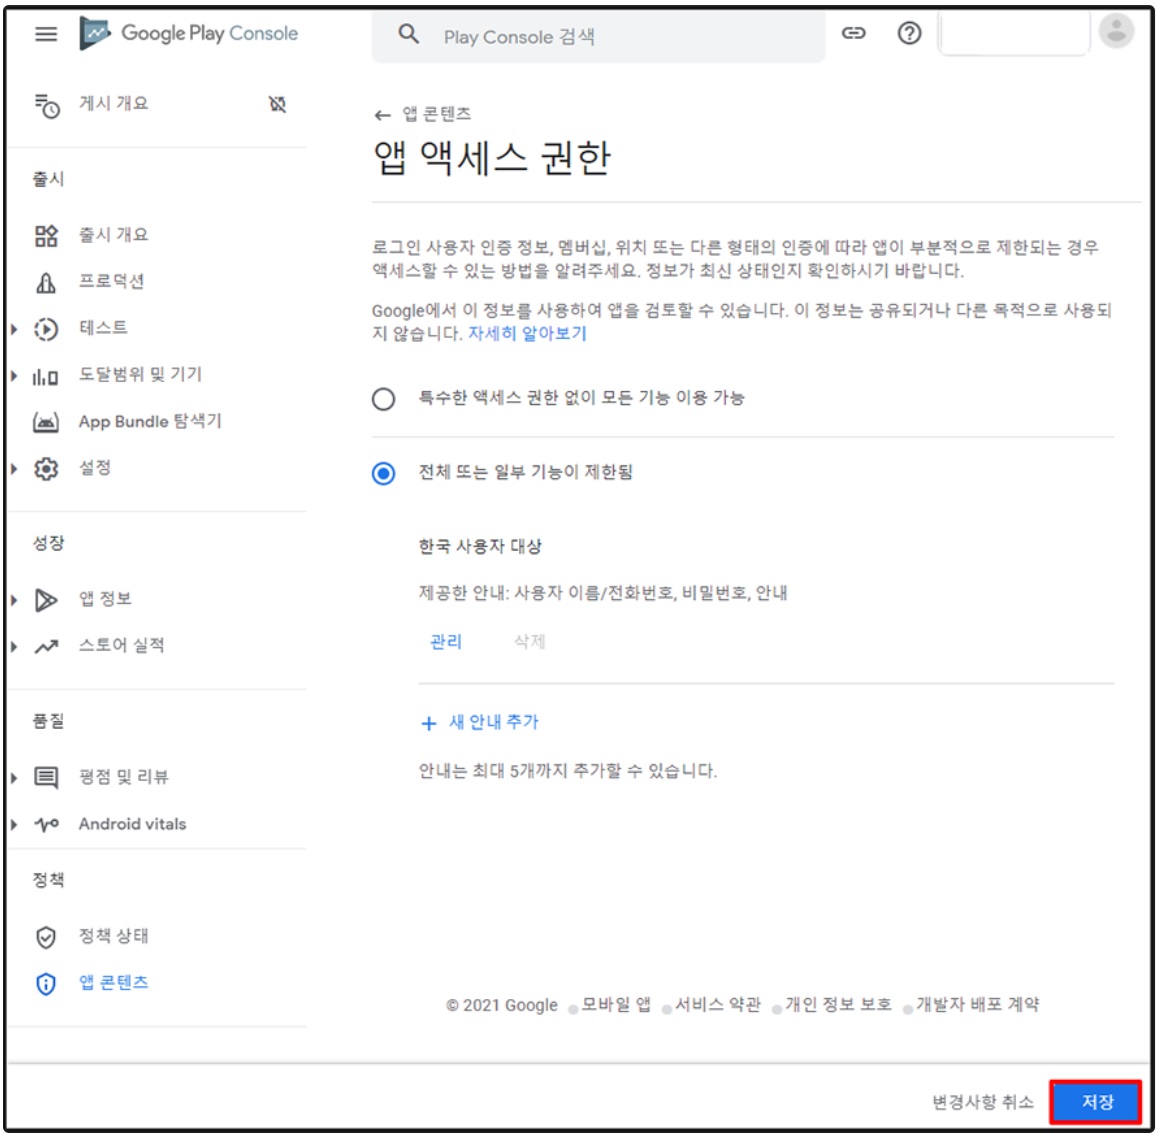 Google Play Console
Play Console 검색
게시 개요
출시
출시 개요
프로덕션
테스트
도달범위 및 기기
App Bundle 탐색기
설정
성장
앱 정보
스토어 실적
품질
평점 및 리뷰
Android vitals
정책
정책 상태
앱 콘텐츠
← 앱 콘텐츠
앱 액세스 권한
로그인 사용자 인증 정보, 멤버십, 위치 또는 다른 형태의 인증에 따라 앱이 부분적으로 제한되는 경우
액세스할 수 있는 방법을 알려주세요. 정보가 최신 상태인지 확인하시기 바랍니다.
Google에서 이 정보를 사용하여 앱을 검토할 수 있습니다. 이 정보는 공유되거나 다른 목적으로 사용되
지 않습니다. 자세히 알아보기
특수한 액세스 권한 없이 모든 기능 이용 가능
전체 또는 일부 기능이 제한됨
한국 사용자 대상
제공한 안내: 사용자 이름/전화번호, 비밀번호, 안내
관리 삭제
+ 새 안내 추가
안내는 최대 5개까지 추가할 수 있습니다.
© 2021 Google 모바일 앱 서비스 약관 개인 정보 보호 개발자 배포 계약
변경사항 취소 저장